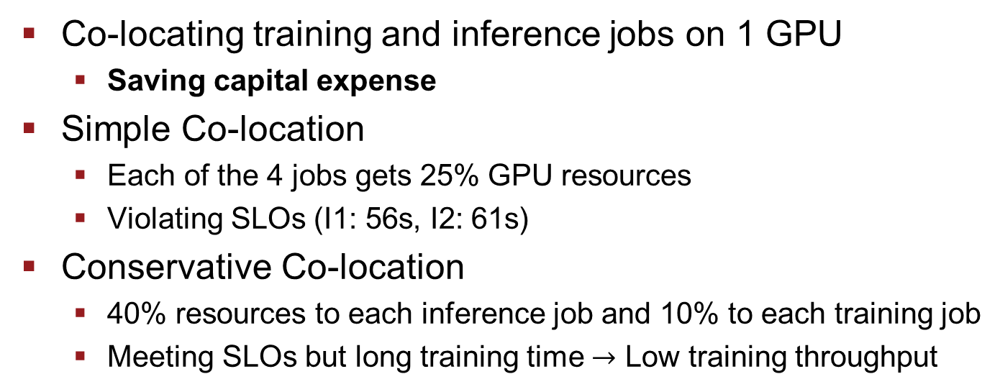 ▪ Co-locating training and inference jobs on 1 GPU
▪ Saving capital expense
▪ Simple Co-location
▪ Each of the 4 jobs gets 25% GPU resources
▪ Violating SLOs (I1: 56s, I2: 61s)
▪ Conservative Co-location
▪ 40% resources to each inference job and 10% to each training job
▪ Meeting SLOs but long training time → Low training throughput